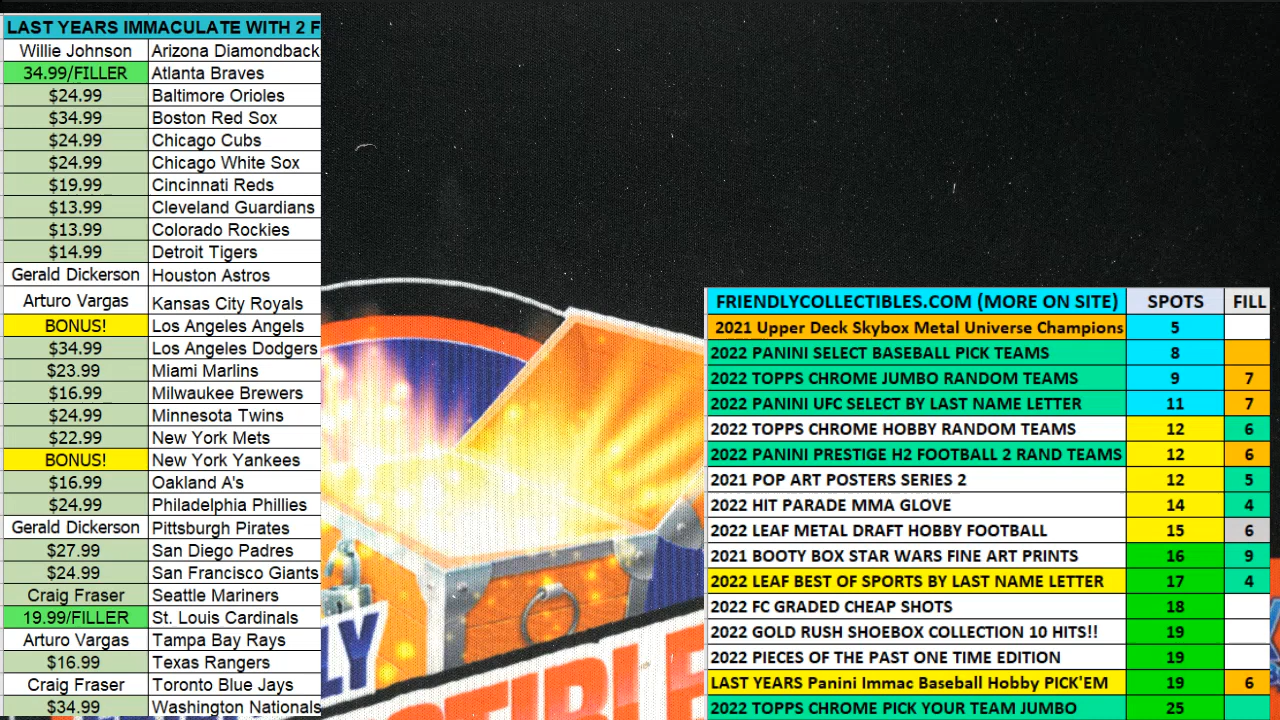 LAST YEARS IMMACULATE WITH 2 F
Willie Johnson Arizona Diamondback
34.99/FILLER Atlanta Braves
$24.99 Baltimore Orioles
$34.99 Boston Red Sox
$24.99 Chicago Cubs
$24.99 Chicago White Sox
$19.99 Cincinnati Reds
$13.99 Cleveland Guardians
$13.99 Colorado Rockies
$14.99 Detroit Tigers
Gerald Dickerson Houston Astros
Arturo Vargas Kansas City Royals
BONUS! Los Angeles Angels
$34.99 Los Angeles Dodgers
$23.99 Miami Marlins
$16.99 Milwaukee Brewers
$24.99 Minnesota Twins
$22.99 New York Mets
BONUS! New York Yankees
$16.99 Oakland A's
$24.99 Philadelphia Phillies
Gerald Dickerson Pittsburgh Pirates
$27.99 San Diego Padres
$24.99 San Francisco Giants
Craig Fraser Seattle Mariners
19.99/FILLER St. Louis Cardinals
Arturo Vargas Tampa Bay Rays
$16.99 Texas Rangers
Craig Fraser Toronto Blue Jays
$34.99 Washington Nationals
FRIENDLYCOLLECTIBLES.COM (MORE ON SITE) SPOTS FILL
2021 Upper Deck Skybox Metal Universe Champions 5
2022 PANINI SELECT BASEBALL PICK TEAMS 8
2022 TOPPS CHROME JUMBO RANDOM TEAMS 9 7
2022 PANINI UFC SELECT BY LAST NAME LETTER 11 7
2022 TOPPS CHROME HOBBY RANDOM TEAMS 12 6
2022 PANINI PRESTIGE H2 FOOTBALL 2 RAND TEAMS 12 6
2021 POP ART POSTERS SERIES 2 12 5
2022 HIT PARADE MMA GLOVE 14 4
2022 LEAF METAL DRAFT HOBBY FOOTBALL 15 6
2021 BOOTY BOX STAR WARS FINE ART PRINTS 16 9
2022 LEAF BEST OF SPORTS BY LAST NAME LETTER 17 4
2022 FC GRADED CHEAP SHOTS 18
2022 GOLD RUSH SHOEBOX COLLECTION 10 HITS!! 19
2022 PIECES OF THE PAST ONE TIME EDITION 19
LAST YEARS Panini Immac Baseball Hobby PICK'EM 19 6
2022 TOPPS CHROME PICK YOUR TEAM JUMBO 25